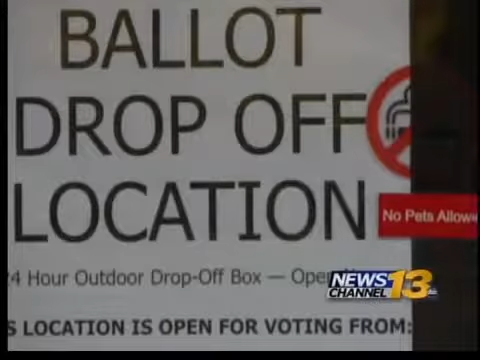 BALLOT
DROP OFF
LOCATION
No Pets Allow
24 Hour Outdoor Drop-Off Box — Open
NEWS
CHANNEL 13
S LOCATION IS OPEN FOR VOTING FROM: